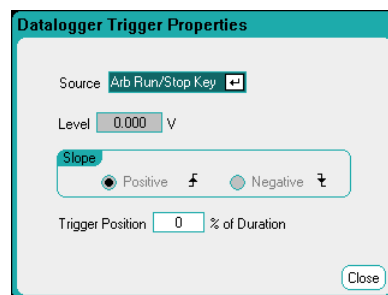 Datalogger Trigger Properties
Source Arb Run/Stop Key
Level 0.000 V
Slope
Positive Negative
Trigger Position 0 % of Duration
Close